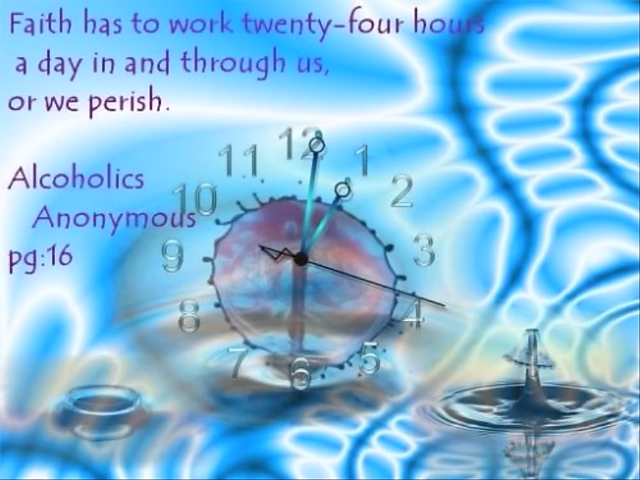 Faith has to work twenty-four hours
a day in and through us,
or we perish.
Alcoholics
Anonymous
pg:16
12
11
1
10
2
9
3
8
4
7
5
6